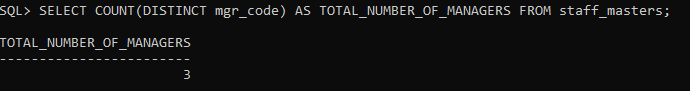 SQL> SELECT COUNT(DISTINCT mgr_code) AS TOTAL_NUMBER_OF_MANAGERS FROM staff_masters;
TOTAL_NUMBER_OF_MANAGERS
------------------------
3